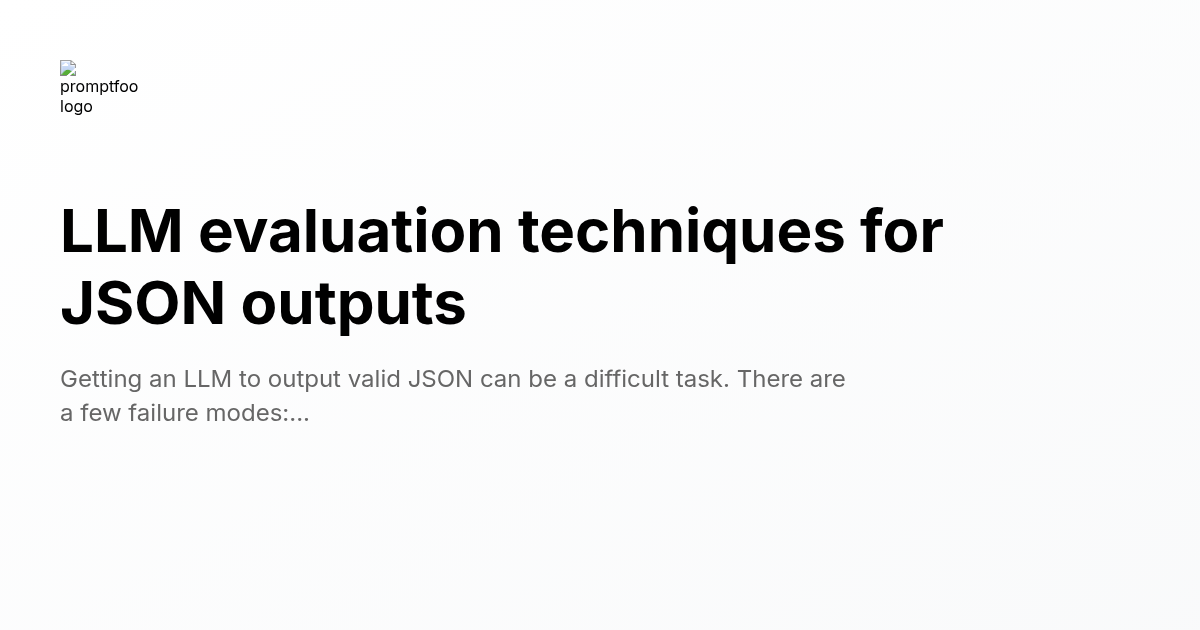 promptfoo
logo
LLM evaluation techniques for
JSON outputs
Getting an LLM to output valid JSON can be a difficult task. There are
a few failure modes:...